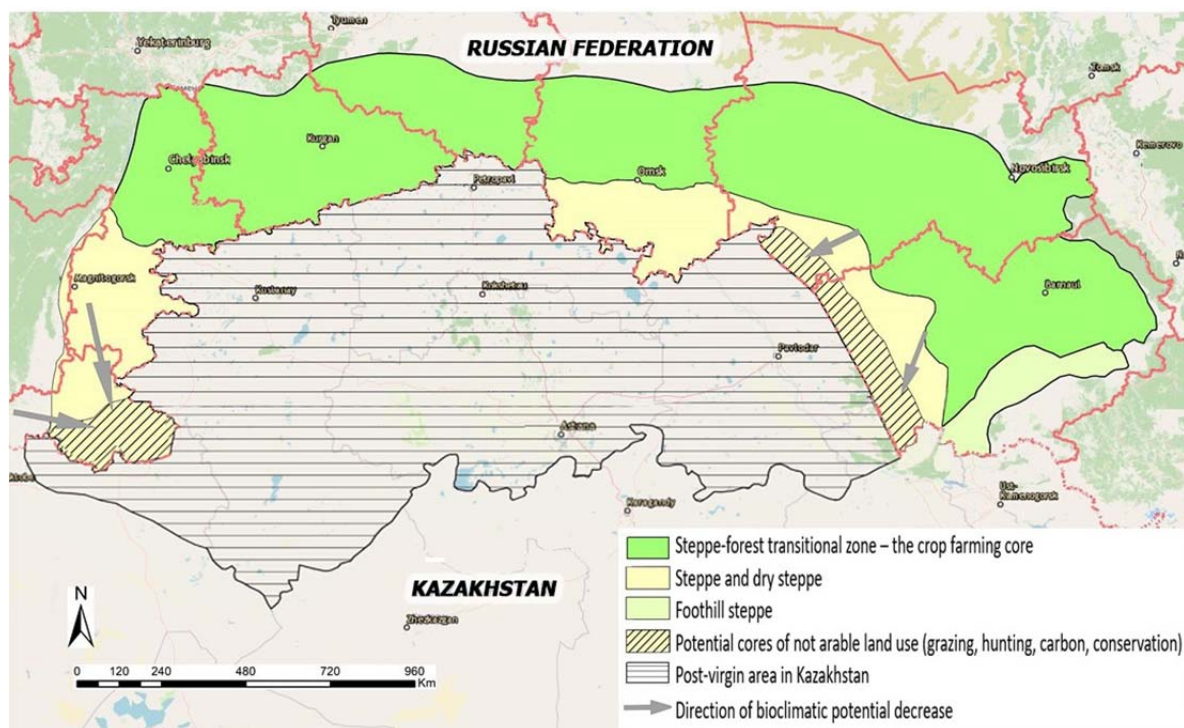 Tyumen
Yekaterinburg
RUSSIAN FEDERATION
Tomsk
Kemerovo
Kurgan
Chelyabinsk
Novosibirsk
Omsk
Petropavl
Magnitogorsk
Kostanay
Kokshetau
Barnaul
Pavlodar
Astana
Ust-
Kamenogorsk
Karagandy
KAZAKHSTAN
Zhezkazgan
N
0 120 240 480 720 960
Km
Steppe-forest transitional zone – the crop farming core
Steppe and dry steppe
Foothill steppe
Potential cores of not arable land use (grazing, hunting, carbon, conservation)
Post-virgin area in Kazakhstan
Direction of bioclimatic potential decrease